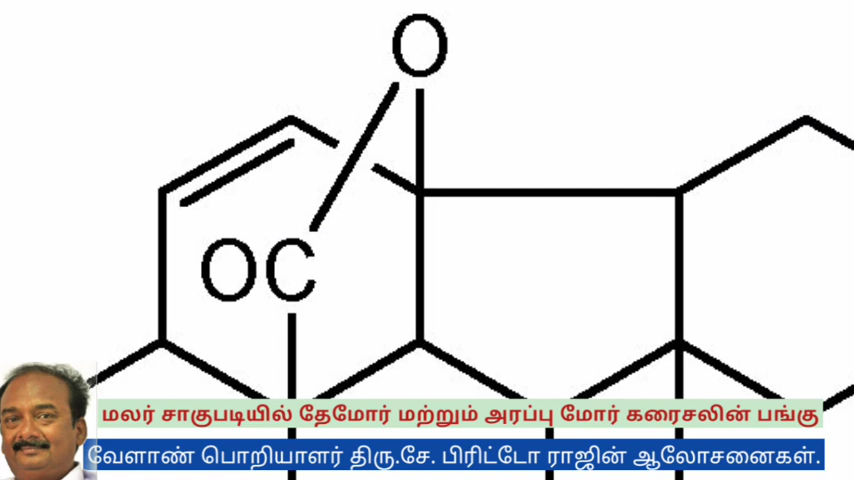 O
OC
மலர் சாகுபடியில் தேமோர் மற்றும் அரப்பு மோர் கரைசலின் பங்கு
வேளாண் பொறியாளர் திரு.சே. பிரிட்டோ ராஜின் ஆலோசனைகள்.